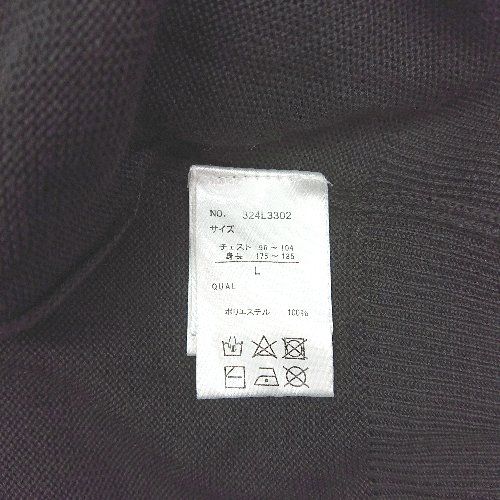 NO. 324L3302
サイズ
チェスト 96～104
身長 175～185
L
QUAL
ポリエステル 100%